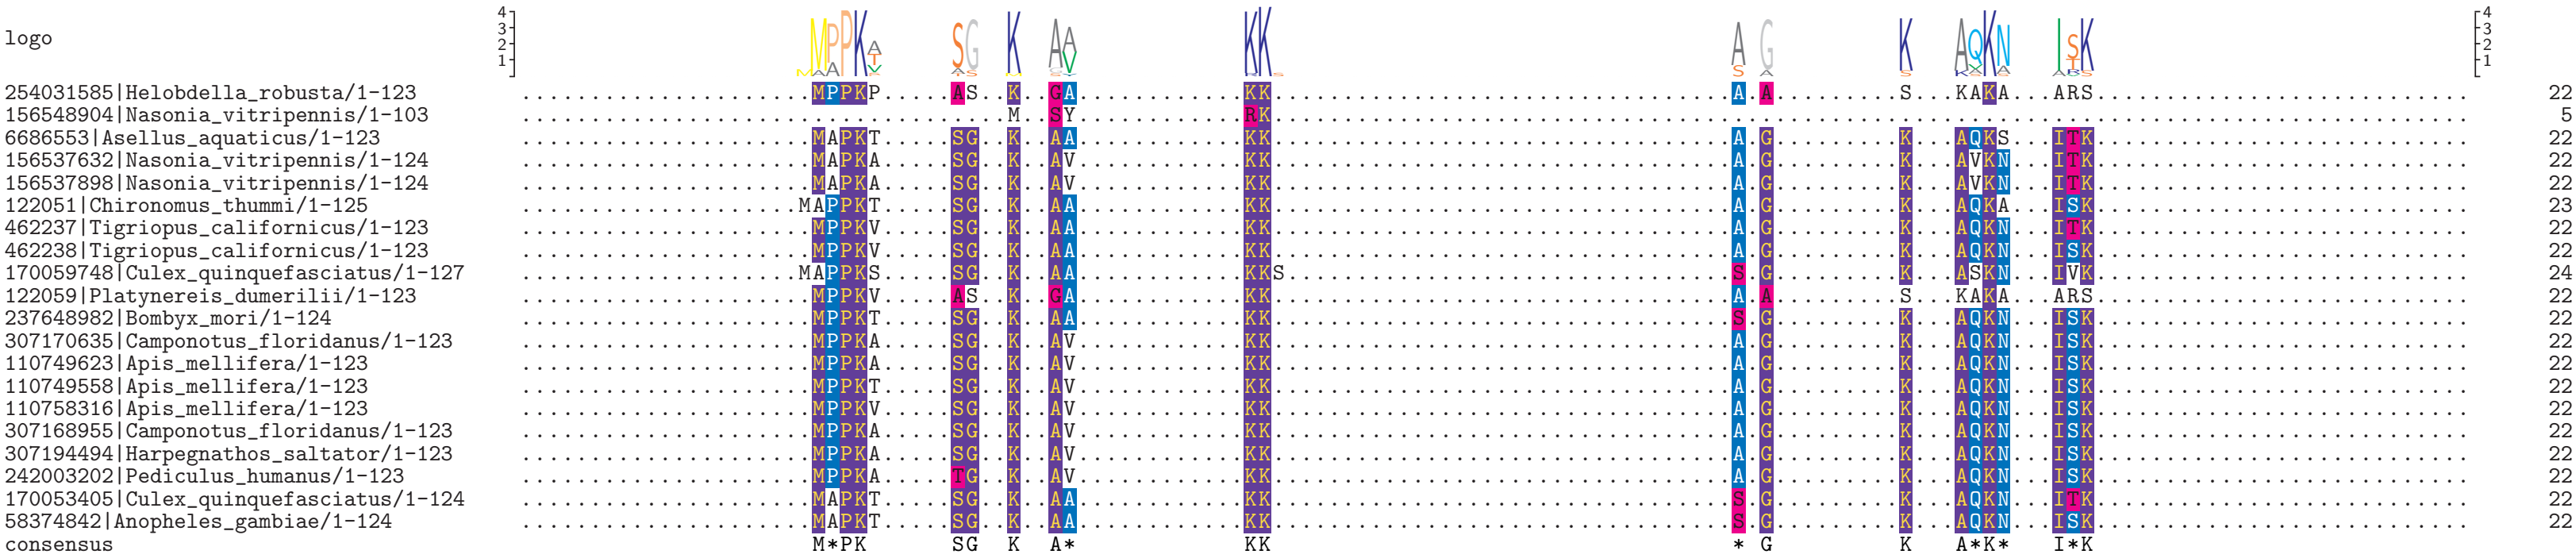 logo
4
3
2
1
4
3
2
1
254031585|Helobdella_robusta/1-123 .....................MPPKP.....AS..K..GA............KK.................................A.A.........S...KAKA...ARS........................... 22
156548904|Nasonia_vitripennis/1-103 ...................................M..SY............RK...................................................................................... 5
6686553|Asellus_aquaticus/1-123 .....................MAPKT.....SG..K..AA............KK.................................A.G.........K...AQKS...ITK........................... 22
156537632|Nasonia_vitripennis/1-124 .....................MAPKA.....SG..K..AV............KK.................................A.G.........K...AVKN...ITK........................... 22
156537898|Nasonia_vitripennis/1-124 .....................MAPKA.....SG..K..AV............KK.................................A.G.........K...AVKN...ITK........................... 22
122051|Chironomus_thummi/1-125 ....................MAPPKT.....SG..K..AA............KK.................................A.G.........K...AQKA...ISK........................... 23
462237|Tigriopus_californicus/1-123 .....................MPPKV.....SG..K..AA............KK.................................A.G.........K...AQKN...ITK........................... 22
462238|Tigriopus_californicus/1-123 .....................MPPKV.....SG..K..AA............KK.................................A.G.........K...AQKN...ISK........................... 22
170059748|Culex_quinquefasciatus/1-127 ....................MAPPKS.....SG..K..AA............KKS................................S.G.........K...ASKN...IVK........................... 24
122059|Platynereis_dumerilii/1-123 .....................MPPKV.....AS..K..GA............KK.................................A.A.........S...KAKA...ARS........................... 22
237648982|Bombyx_mori/1-124 .....................MPPKT.....SG..K..AA............KK.................................S.G.........K...AQKN...ISK........................... 22
307170635|Camponotus_floridanus/1-123 .....................MPPKA.....SG..K..AV............KK.................................A.G.........K...AQKN...ISK........................... 22
110749623|Apis_mellifera/1-123 .....................MPPKA.....SG..K..AV............KK.................................A.G.........K...AQKN...ISK........................... 22
110749558|Apis_mellifera/1-123 .....................MPPKT.....SG..K..AV............KK.................................A.G.........K...AQKN...ISK........................... 22
110758316|Apis_mellifera/1-123 .....................MPPKV.....SG..K..AV............KK.................................A.G.........K...AQKN...ISK........................... 22
307168955|Camponotus_floridanus/1-123 .....................MPPKA.....SG..K..AV............KK.................................A.G.........K...AQKN...ISK........................... 22
307194494|Harpegnathos_saltator/1-123 .....................MPPKA.....SG..K..AV............KK.................................A.G.........K...AQKN...ISK........................... 22
242003202|Pediculus_humanus/1-123 .....................MPPKA.....TG..K..AV............KK.................................A.G.........K...AQKN...ISK........................... 22
170053405|Culex_quinquefasciatus/1-124 .....................MAPKT.....SG..K..AA............KK.................................S.G.........K...AQKN...ITK........................... 22
58374842|Anopheles_gambiae/1-124 .....................MAPKT.....SG..K..AA............KK.................................S.G.........K...AQKN...ISK........................... 22
consensus M*PK SG K A* KK * G K A*K* I*K